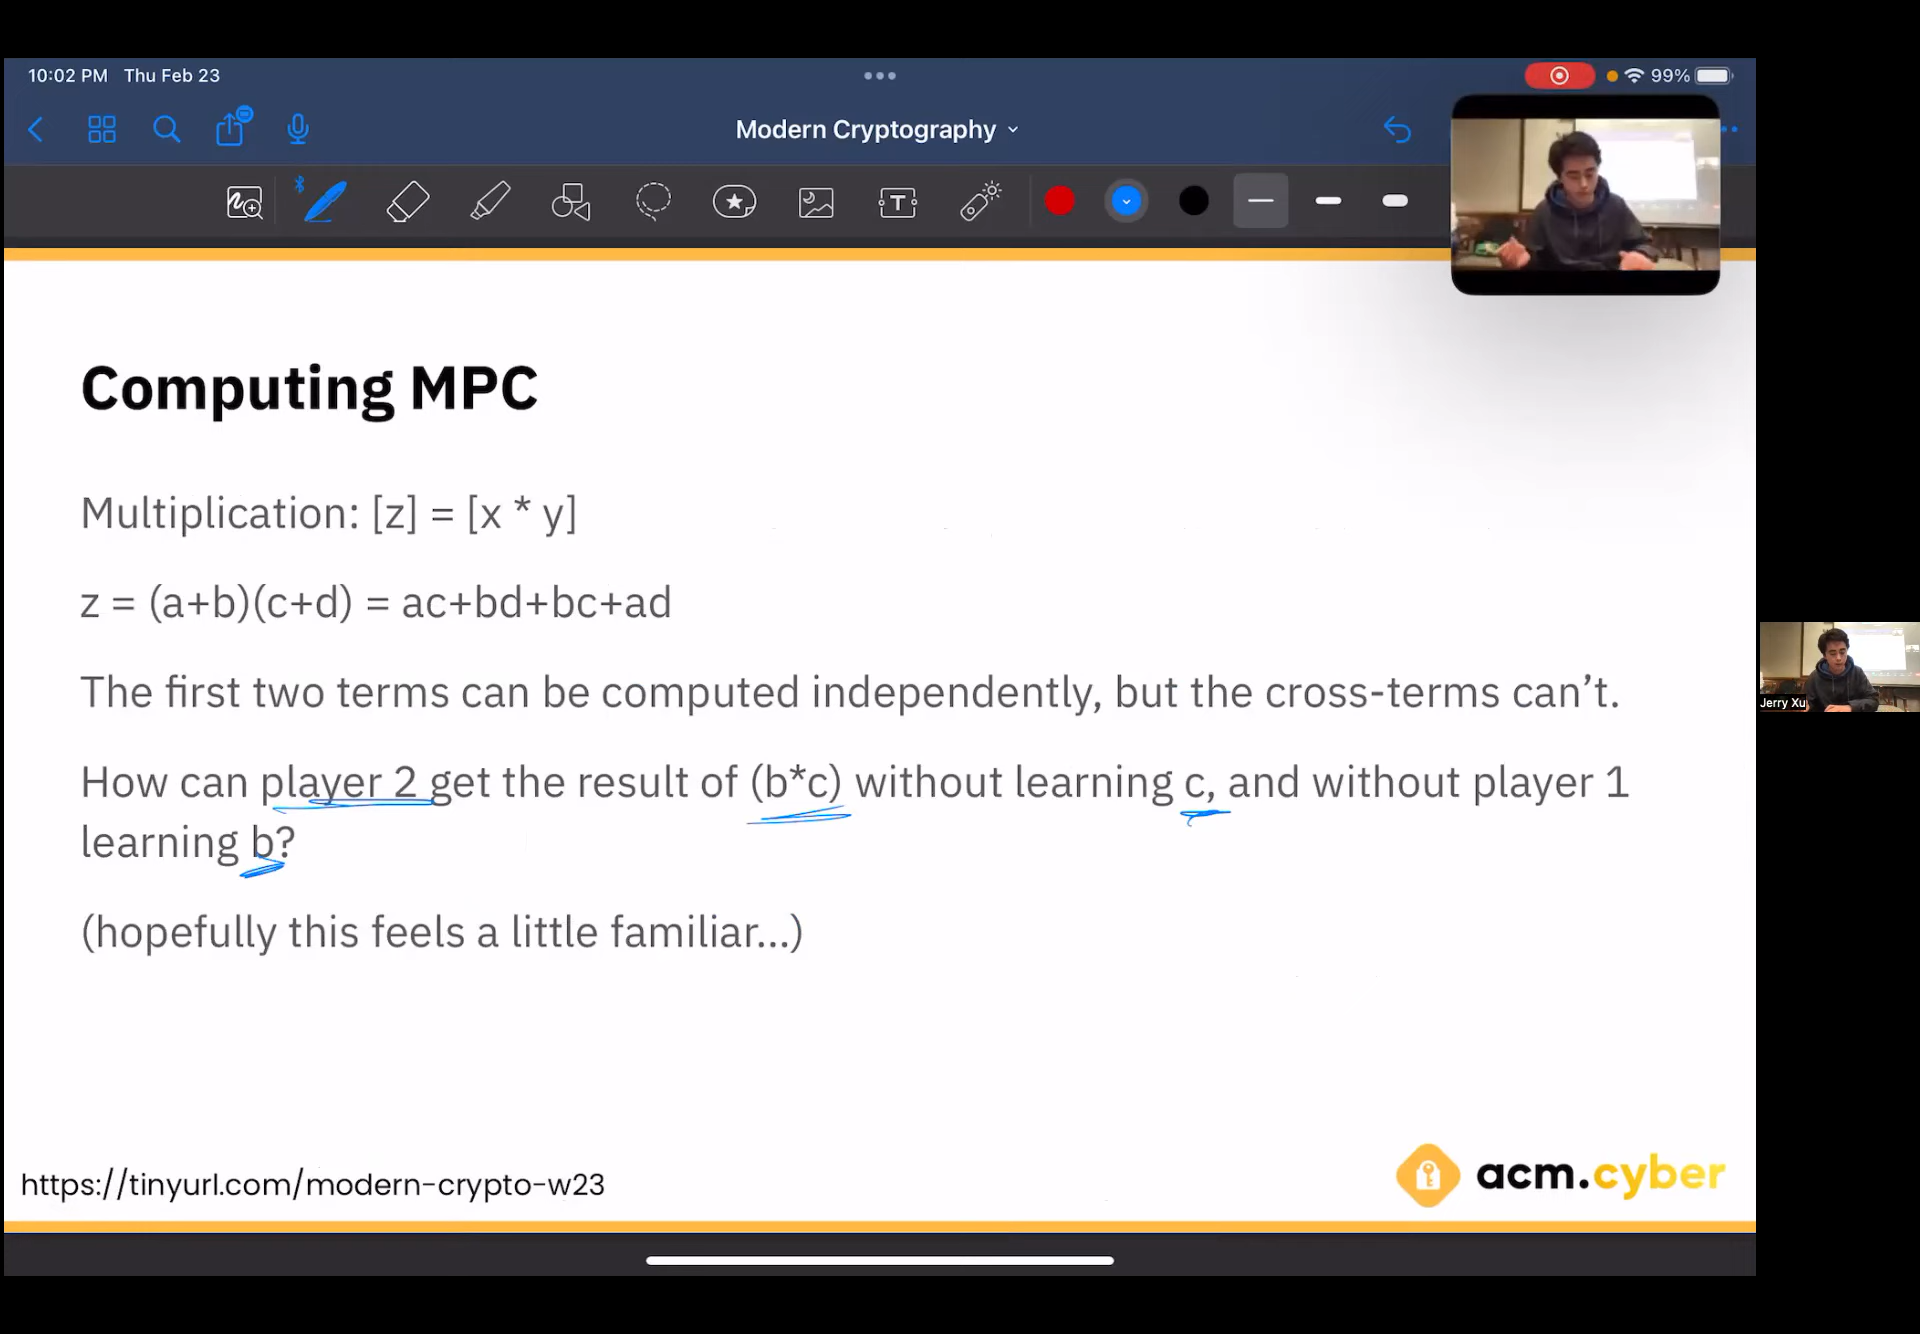 10:02 PM Thu Feb 23
99%
Modern Cryptography
T
Computing MPC
Multiplication: [z] = [x * y]
z = (a+b)(c+d) = ac+bd+bc+ad
The first two terms can be computed independently, but the cross-terms can’t.
How can player 2 get the result of (b*c) without learning c, and without player 1
learning b?
(hopefully this feels a little familiar...)
https://tinyurl.com/modern-crypto-w23
acm.cyber
Jerry Xu